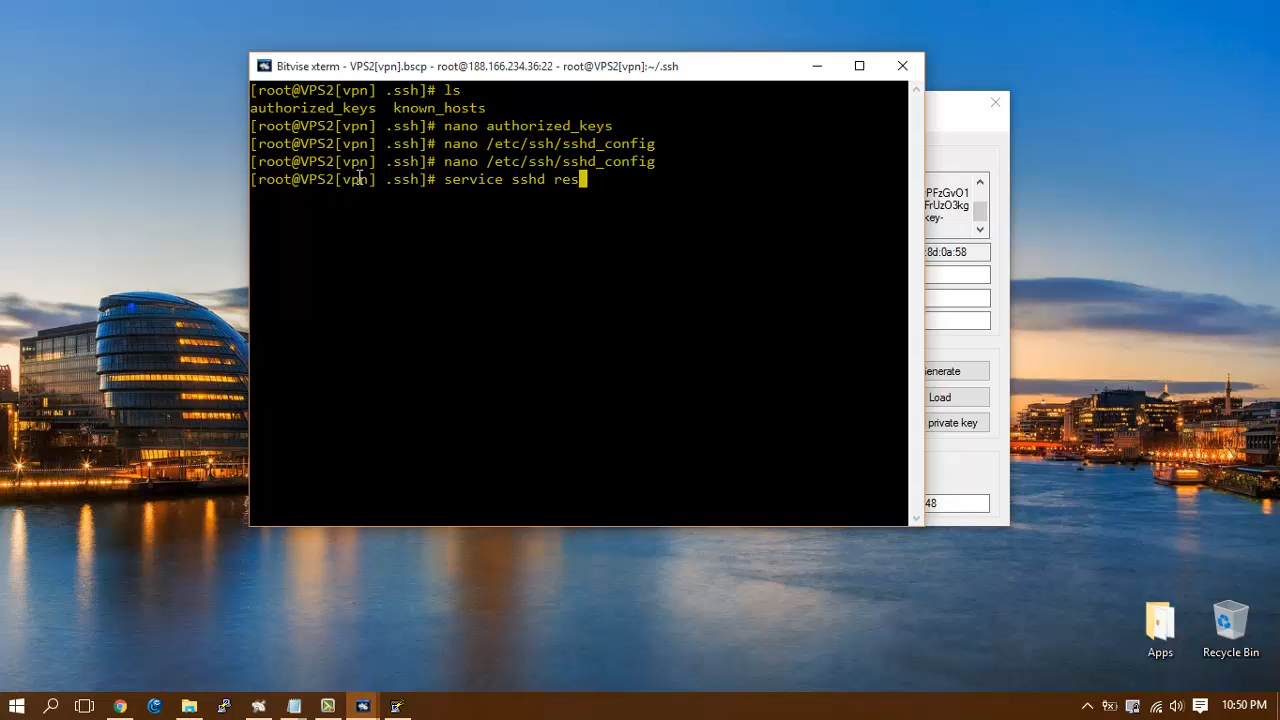 Bitvise xterm - VPS2[vpn].bscp - root@188.166.234.36:22 - root@VPS2[vpn]:~/.ssh
[root@VPS2[vpn] .ssh]# ls
authorized_keys  known_hosts
[root@VPS2[vpn] .ssh]# nano authorized_keys
[root@VPS2[vpn] .ssh]# nano /etc/ssh/sshd_config
[root@VPS2[vpn] .ssh]# nano /etc/ssh/sshd_config
[root@VPS2[vpn] .ssh]# service sshd res
PFzGvO1
FrUzO3kg
key-
8d:0a:58
Generate
Load
private key
48
Apps
Recycle Bin
10:50 PM